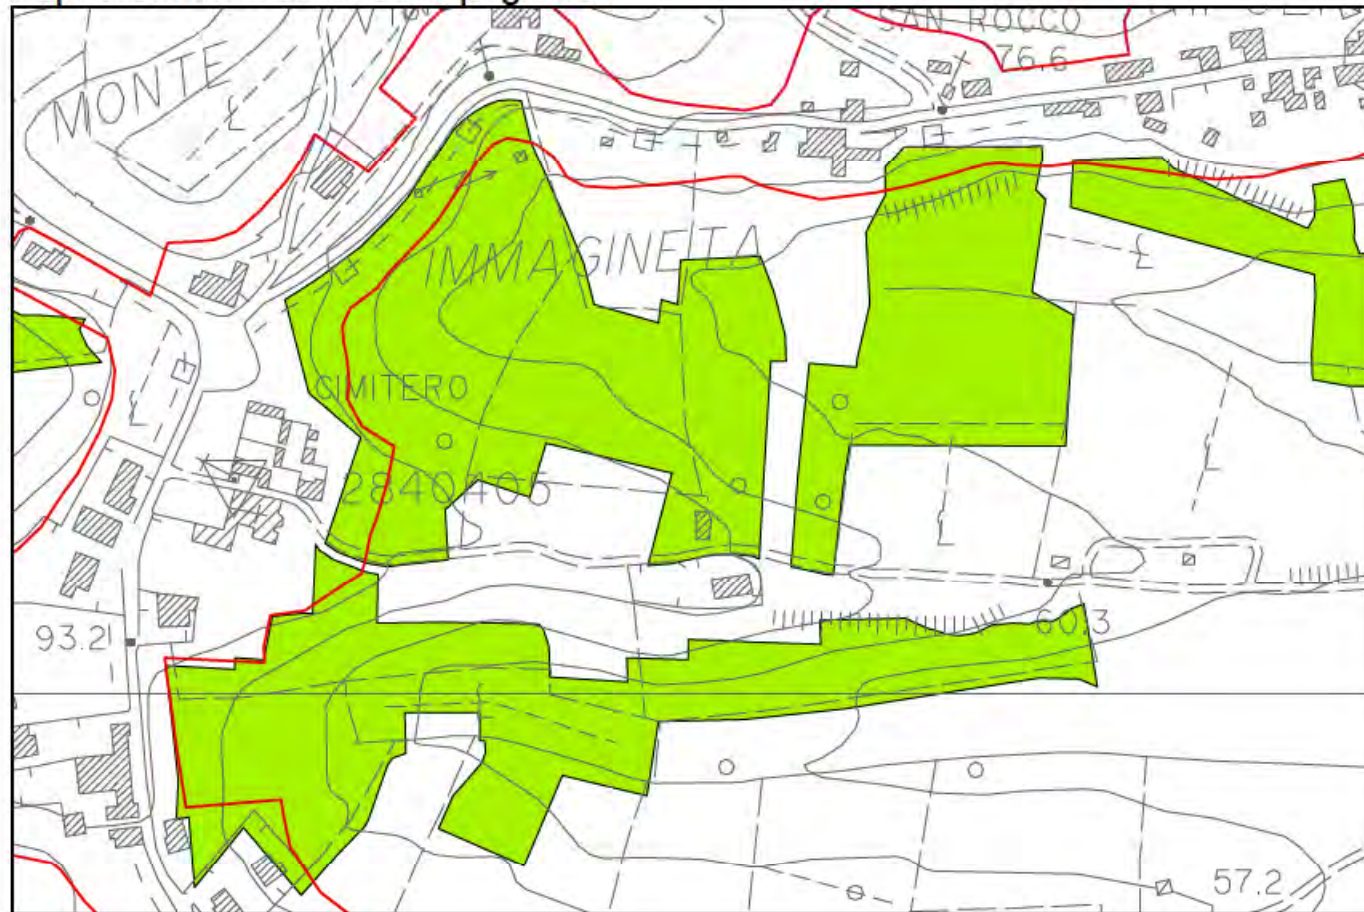 SAN ROCCO
76.6
MONTE
IMMAGINETTA
CIMITERO
2840405
93.2
60.3
57.2